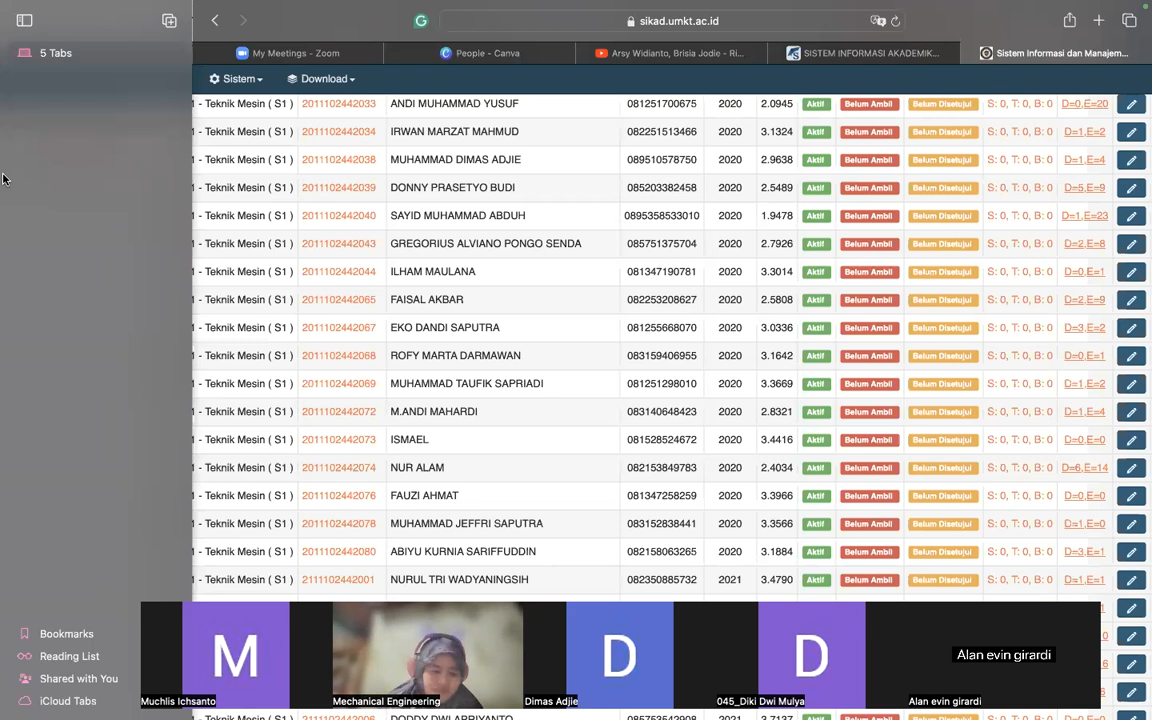 5 Tabs
sikad.umkt.ac.id
My Meetings - Zoom
People - Canva
Arsy Widianto, Brisia Jodie - Ri...
SISTEM INFORMASI AKADEMIK...
Sistem Informasi dan Manajem...
Sistem
Download
- Teknik Mesin ( S1 ) 2011102442033 ANDI MUHAMMAD YUSUF 081251700675 2020 2.0945 Aktif Belum Ambil Belum Disetujui S: 0, T: 0, B: 0 D=0,E=20
- Teknik Mesin ( S1 ) 2011102442034 IRWAN MARZAT MAHMUD 082251513466 2020 3.1324 Aktif Belum Ambil Belum Disetujui S: 0, T: 0, B: 0 D=1,E=2
- Teknik Mesin ( S1 ) 2011102442038 MUHAMMAD DIMAS ADJIE 089510578750 2020 2.9638 Aktif Belum Ambil Belum Disetujui S: 0, T: 0, B: 0 D=1,E=4
- Teknik Mesin ( S1 ) 2011102442039 DONNY PRASETYO BUDI 085203382458 2020 2.5489 Aktif Belum Ambil Belum Disetujui S: 0, T: 0, B: 0 D=5,E=9
- Teknik Mesin ( S1 ) 2011102442040 SAYID MUHAMMAD ABDUH 0895358533010 2020 1.9478 Aktif Belum Ambil Belum Disetujui S: 0, T: 0, B: 0 D=1,E=23
- Teknik Mesin ( S1 ) 2011102442043 GREGORIUS ALVIANO PONGO SENDA 085751375704 2020 2.7926 Aktif Belum Ambil Belum Disetujui S: 0, T: 0, B: 0 D=2,E=8
- Teknik Mesin ( S1 ) 2011102442044 ILHAM MAULANA 081347190781 2020 3.3014 Aktif Belum Ambil Belum Disetujui S: 0, T: 0, B: 0 D=0,E=1
- Teknik Mesin ( S1 ) 2011102442065 FAISAL AKBAR 082253208627 2020 2.5808 Aktif Belum Ambil Belum Disetujui S: 0, T: 0, B: 0 D=2,E=9
- Teknik Mesin ( S1 ) 2011102442067 EKO DANDI SAPUTRA 081255668070 2020 3.0336 Aktif Belum Ambil Belum Disetujui S: 0, T: 0, B: 0 D=3,E=2
- Teknik Mesin ( S1 ) 2011102442068 ROFY MARTA DARMAWAN 083159406955 2020 3.1642 Aktif Belum Ambil Belum Disetujui S: 0, T: 0, B: 0 D=0,E=1
- Teknik Mesin ( S1 ) 2011102442069 MUHAMMAD TAUFIK SAPRIADI 081251298010 2020 3.3669 Aktif Belum Ambil Belum Disetujui S: 0, T: 0, B: 0 D=1,E=2
- Teknik Mesin ( S1 ) 2011102442072 M.ANDI MAHARDI 083140648423 2020 2.8321 Aktif Belum Ambil Belum Disetujui S: 0, T: 0, B: 0 D=1,E=4
- Teknik Mesin ( S1 ) 2011102442073 ISMAEL 081528524672 2020 3.4416 Aktif Belum Ambil Belum Disetujui S: 0, T: 0, B: 0 D=0,E=0
- Teknik Mesin ( S1 ) 2011102442074 NUR ALAM 082153849783 2020 2.4034 Aktif Belum Ambil Belum Disetujui S: 0, T: 0, B: 0 D=6,E=14
- Teknik Mesin ( S1 ) 2011102442076 FAUZI AHMAT 081347258259 2020 3.3966 Aktif Belum Ambil Belum Disetujui S: 0, T: 0, B: 0 D=0,E=0
- Teknik Mesin ( S1 ) 2011102442078 MUHAMMAD JEFFRI SAPUTRA 083152838441 2020 3.3566 Aktif Belum Ambil Belum Disetujui S: 0, T: 0, B: 0 D=1,E=0
- Teknik Mesin ( S1 ) 2011102442080 ABIYU KURNIA SARIFFUDDIN 082158063265 2020 3.1884 Aktif Belum Ambil Belum Disetujui S: 0, T: 0, B: 0 D=3,E=1
- Teknik Mesin ( S1 ) 2111102442001 NURUL TRI WADYANINGSIH 082350885732 2021 3.4790 Aktif Belum Ambil Belum Disetujui S: 0, T: 0, B: 0 D=1,E=1
Bookmarks
Reading List
Shared with You
iCloud Tabs
M
D
D
Alan evin girardi
Muchlis Ichsanto
Mechanical Engineering
Dimas Adjie
045_Diki Dwi Mulya
Alan evin girardi